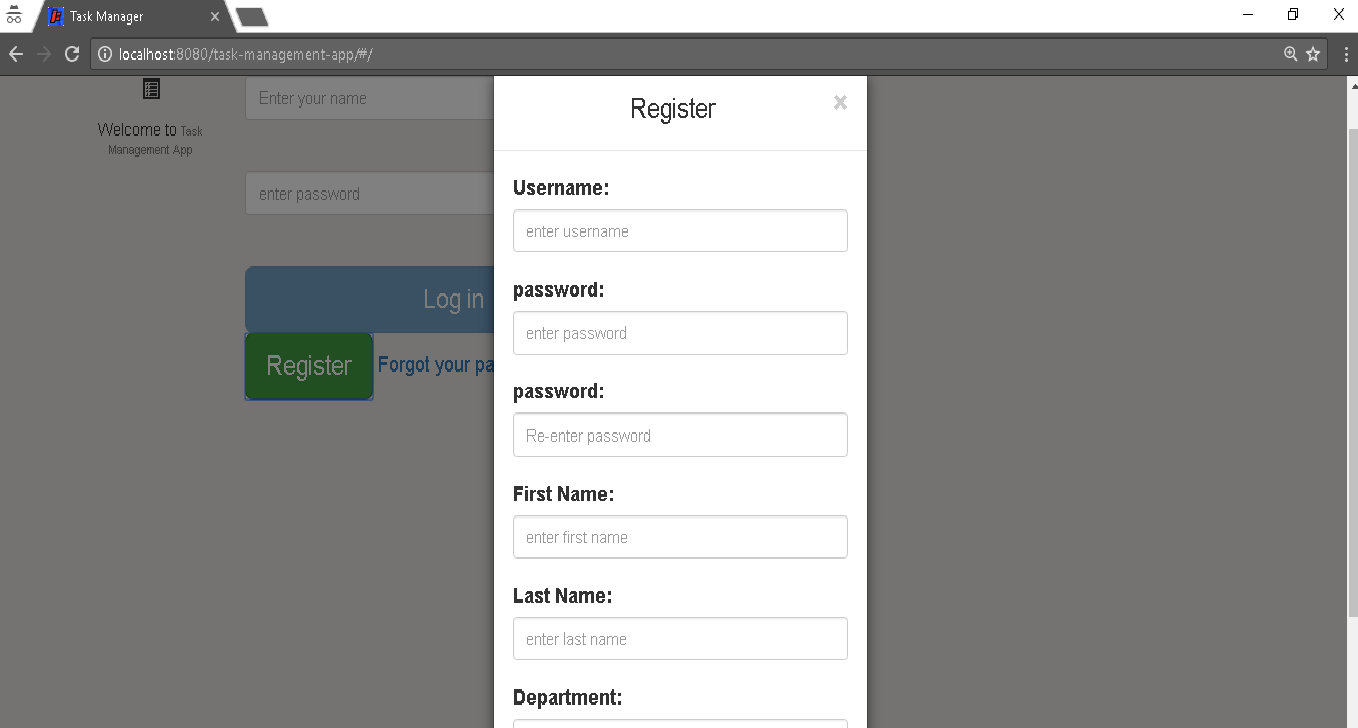 Task Manager
localhost:8080/task-management-app/#/
Enter your name
Welcome to Task
Management App
enter password
Log in
Register
Forgot your pa
Register
×
Username:
enter username
password:
enter password
password:
Re-enter password
First Name:
enter first name
Last Name:
enter last name
Department: